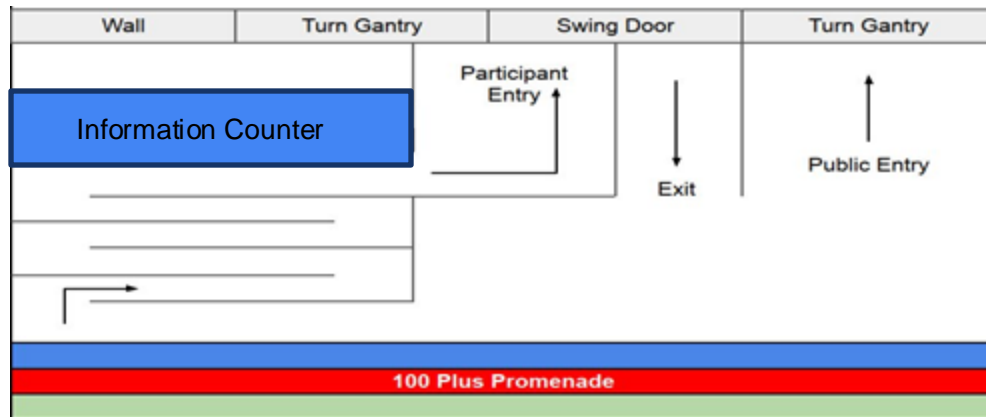 Wall
Turn Gantry
Swing Door
Turn Gantry
Participant
Entry
Information Counter
Public Entry
Exit
100 Plus Promenade